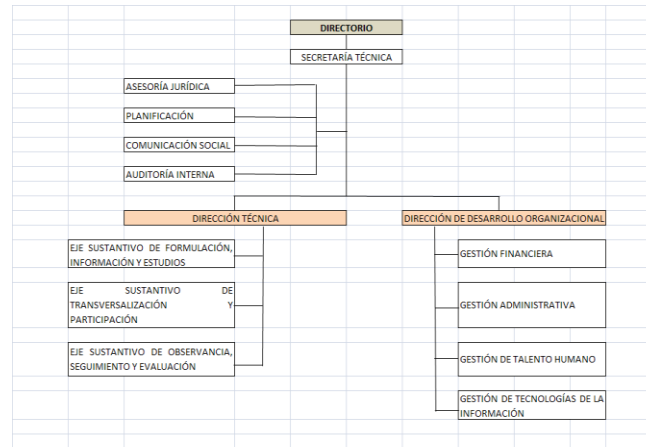 DIRECTORIO
SECRETARÍA TÉCNICA
ASESORÍA JURÍDICA
PLANIFICACIÓN
COMUNICACIÓN SOCIAL
AUDITORÍA INTERNA
DIRECCIÓN TÉCNICA
EJE SUSTANTIVO DE FORMULACIÓN,
INFORMACIÓN Y ESTUDIOS
EJE SUSTANTIVO DE
TRANSVERSALIZACIÓN Y
PARTICIPACIÓN
EJE SUSTANTIVO DE OBSERVANCIA,
SEGUIMIENTO Y EVALUACIÓN
DIRECCIÓN DE DESARROLLO ORGANIZACIONAL
GESTIÓN FINANCIERA
GESTIÓN ADMINISTRATIVA
GESTIÓN DE TALENTO HUMANO
GESTIÓN DE TECNOLOGÍAS DE LA
INFORMACIÓN